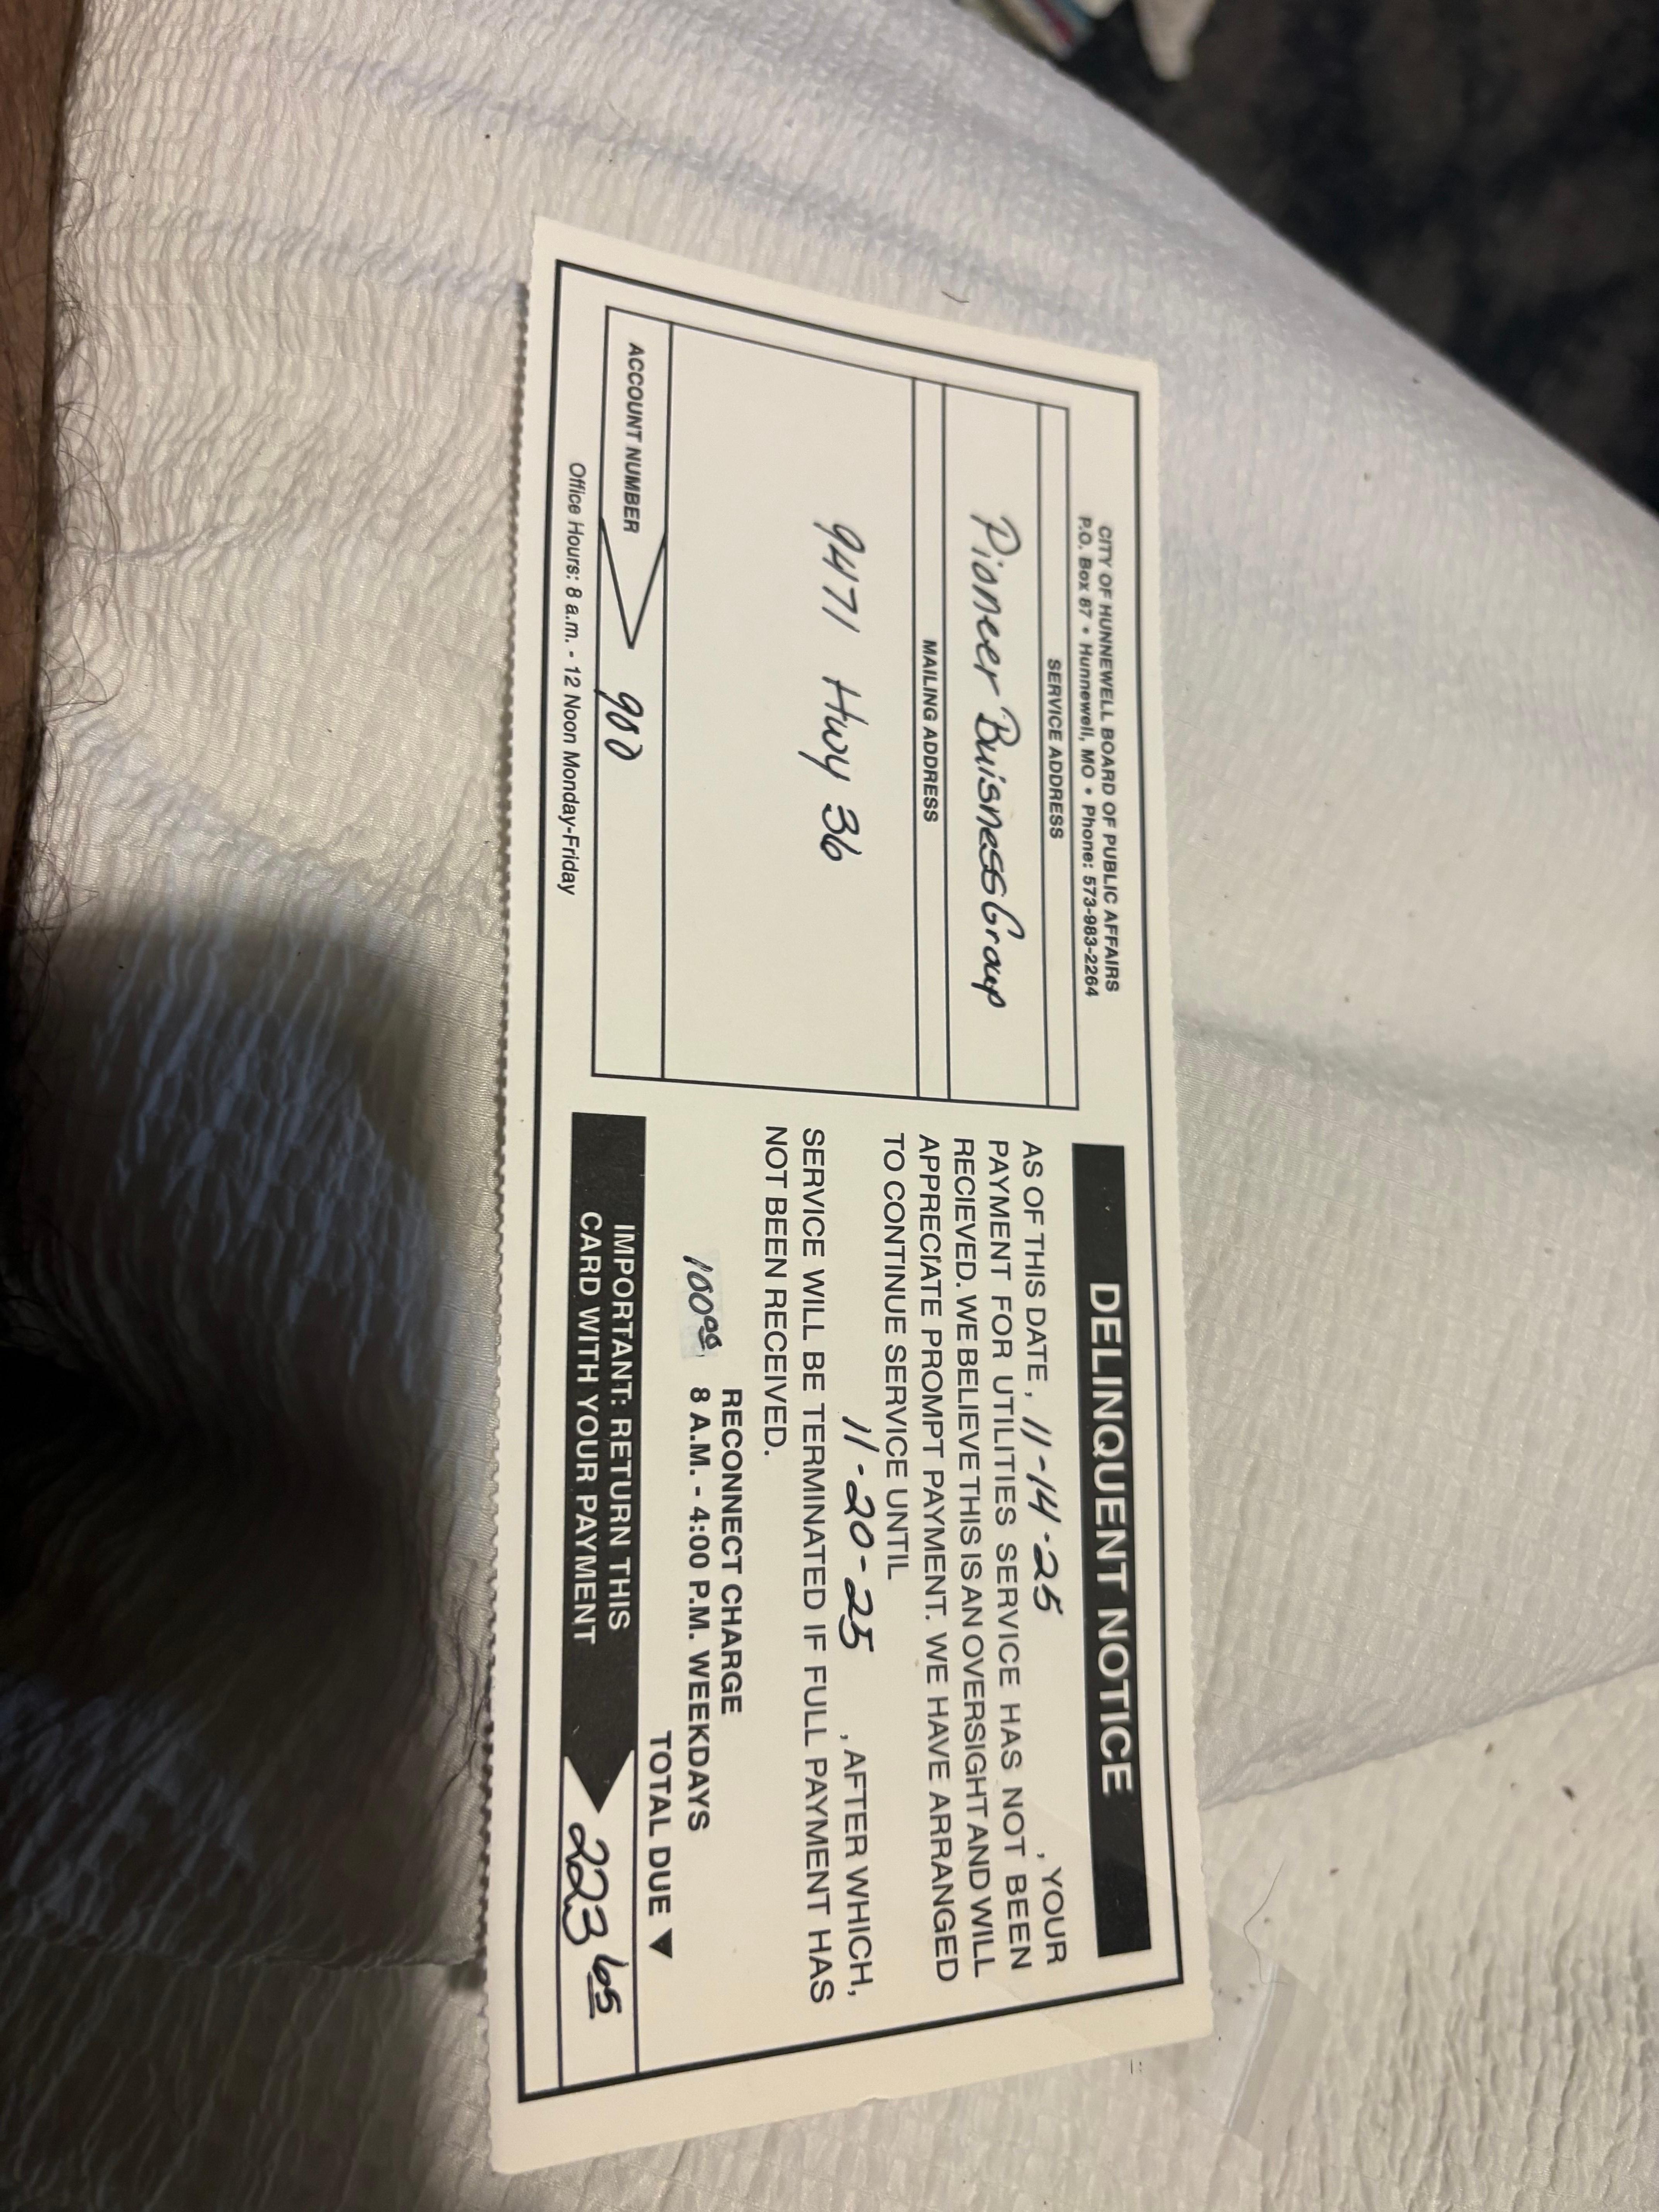 CITY OF HUNNEWELL BOARD OF PUBLIC AFFAIRS
P.O. Box 67 • Hunnewell, MO • Phone: 573-983-2264
SERVICE ADDRESS
Pioneer Buisness Group
MAILING ADDRESS
9471 Hwy 36
ACCOUNT NUMBER 900
Office Hours: 8 a.m. - 12 Noon Monday-Friday
DELINQUENT NOTICE
AS OF THIS DATE, 11-14-25, YOUR
PAYMENT FOR UTILITIES SERVICE HAS NOT BEEN
RECIEVED. WE BELIEVE THIS IS AN OVERSIGHT AND WILL
APPRECIATE PROMPT PAYMENT. WE HAVE ARRANGED
TO CONTINUE SERVICE UNTIL
11-20-25, AFTER WHICH,
SERVICE WILL BE TERMINATED IF FULL PAYMENT HAS
NOT BEEN RECEIVED.
RECONNECT CHARGE
100.00 8 A.M. - 4:00 P.M. WEEKDAYS
TOTAL DUE ▼
IMPORTANT: RETURN THIS
CARD WITH YOUR PAYMENT
223 65